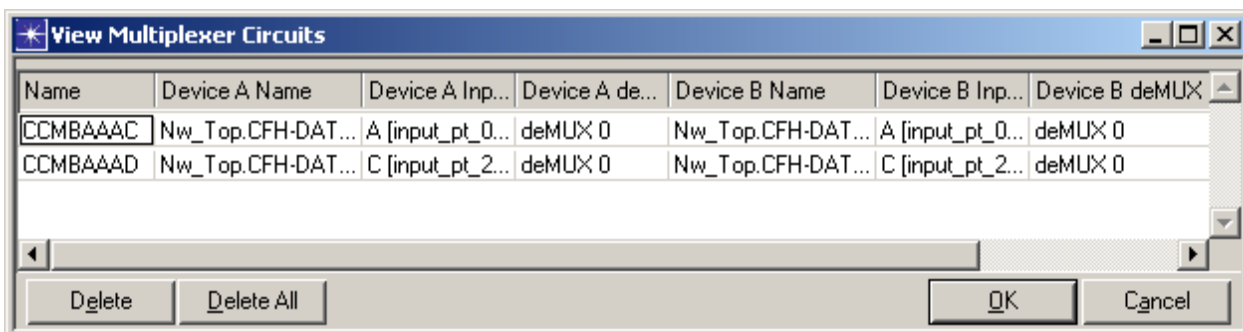 View Multiplexer Circuits
Name Device A Name Device A Inp... Device A de... Device B Name Device B Inp... Device B deMUX
CCMBAAAC Nw_Top.CFH-DAT... A [input_pt_0... deMUX 0 Nw_Top.CFH-DAT... A [input_pt_0... deMUX 0
CCMBAAAD Nw_Top.CFH-DAT... C [input_pt_2... deMUX 0 Nw_Top.CFH-DAT... C [input_pt_2... deMUX 0
Delete Delete All OK Cancel